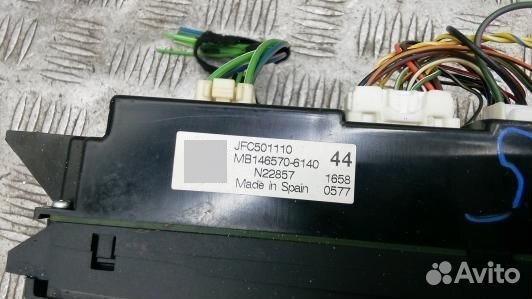 JFC501110
MB146570-6140 44
N22857 1658
Made in Spain 0577
Avito